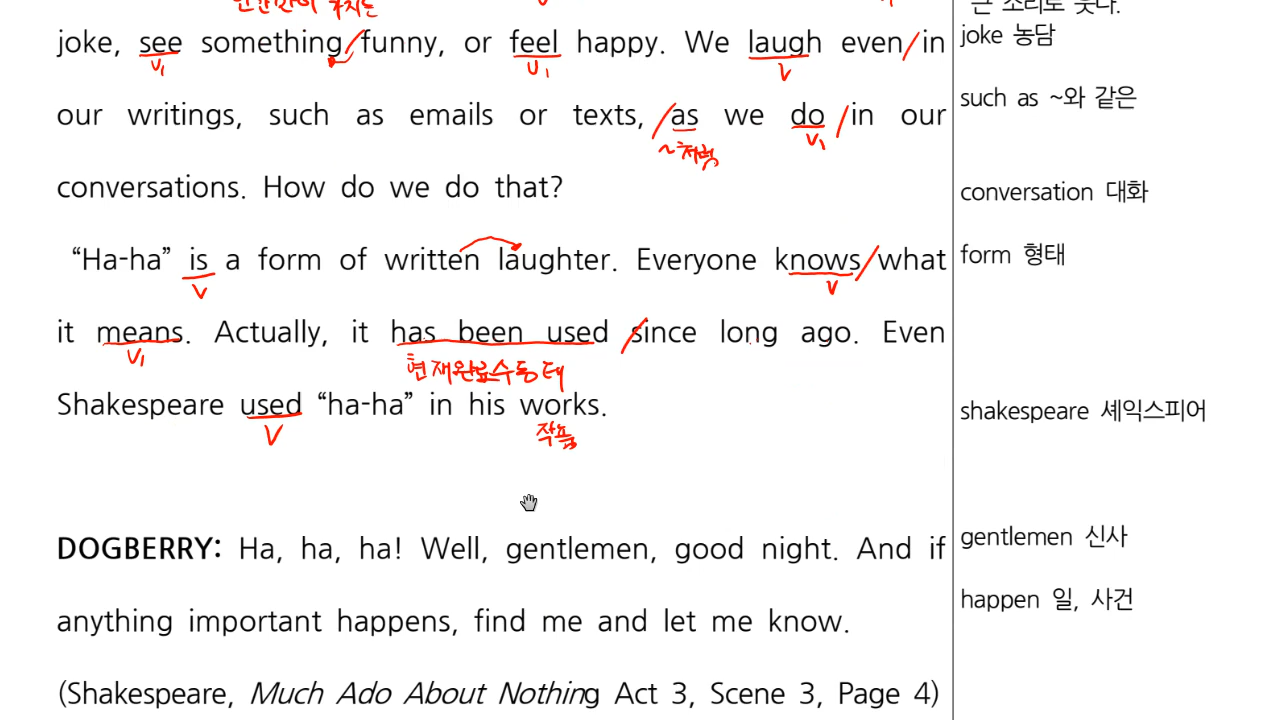 joke, see something funny, or feel happy. We laugh even in
joke 농담
V₁
V₁
V
such as ~와 같은
our writings, such as emails or texts, as we do in our
V₁
~처럼
conversations. How do we do that?
conversation 대화
“Ha-ha” is a form of written laughter. Everyone knows what
form 형태
V
V
it means. Actually, it has been used since long ago. Even
V₁
현재완료수동태
Shakespeare used “ha-ha” in his works.
shakespeare 셰익스피어
V
작품
DOGBERRY: Ha, ha, ha! Well, gentlemen, good night. And if
gentlemen 신사
anything important happens, find me and let me know.
happen 일, 사건
(Shakespeare, Much Ado About Nothing Act 3, Scene 3, Page 4)